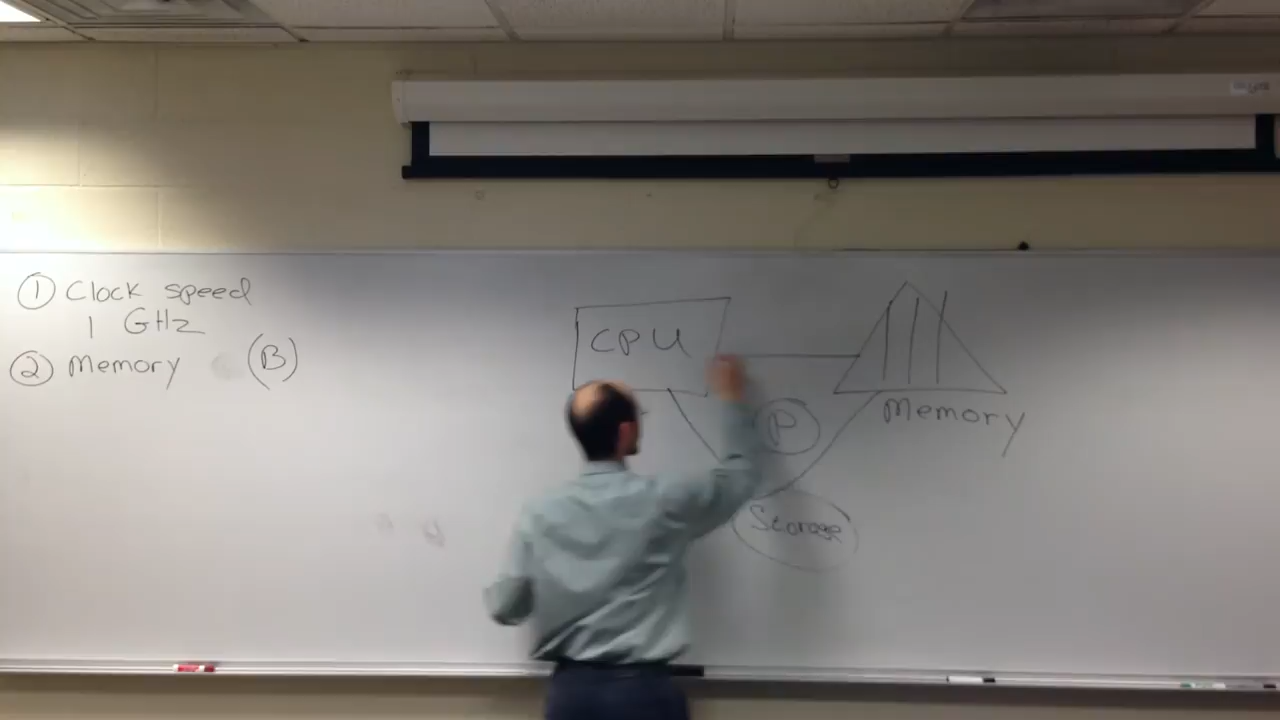 ① Clock speed
1 GHz
② Memory (B)
CPU
P
Memory
Storage